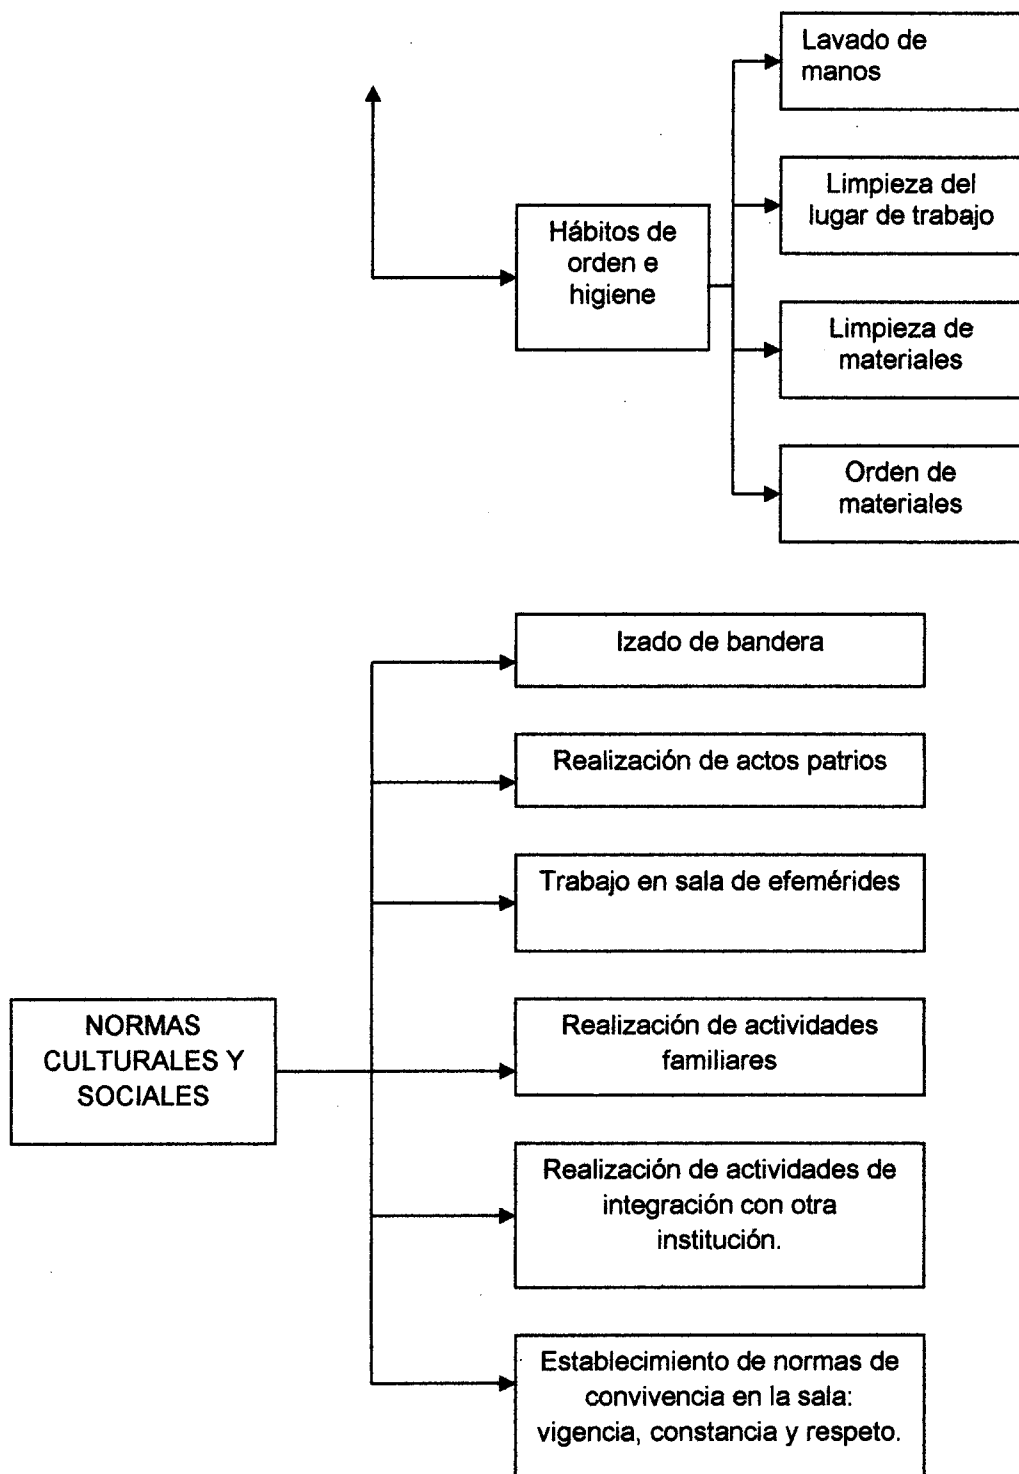 Lavado de
manos
Limpieza del
lugar de trabajo
Hábitos de
orden e
higiene
Limpieza de
materiales
Orden de
materiales
Izado de bandera
Realización de actos patrios
Trabajo en sala de efemérides
NORMAS
CULTURALES Y
SOCIALES
Realización de actividades
familiares
Realización de actividades de
integración con otra
institución.
Establecimiento de normas de
convivencia en la sala:
vigencia, constancia y respeto.